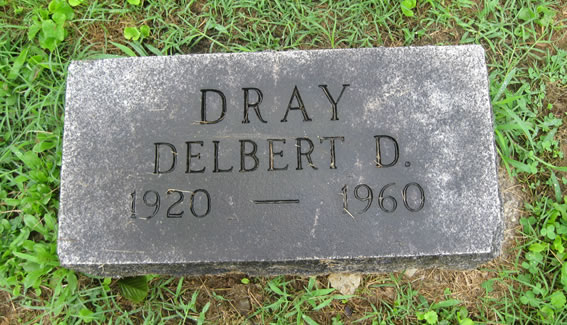 DRAY
DELBERT D.
1920 — 1960